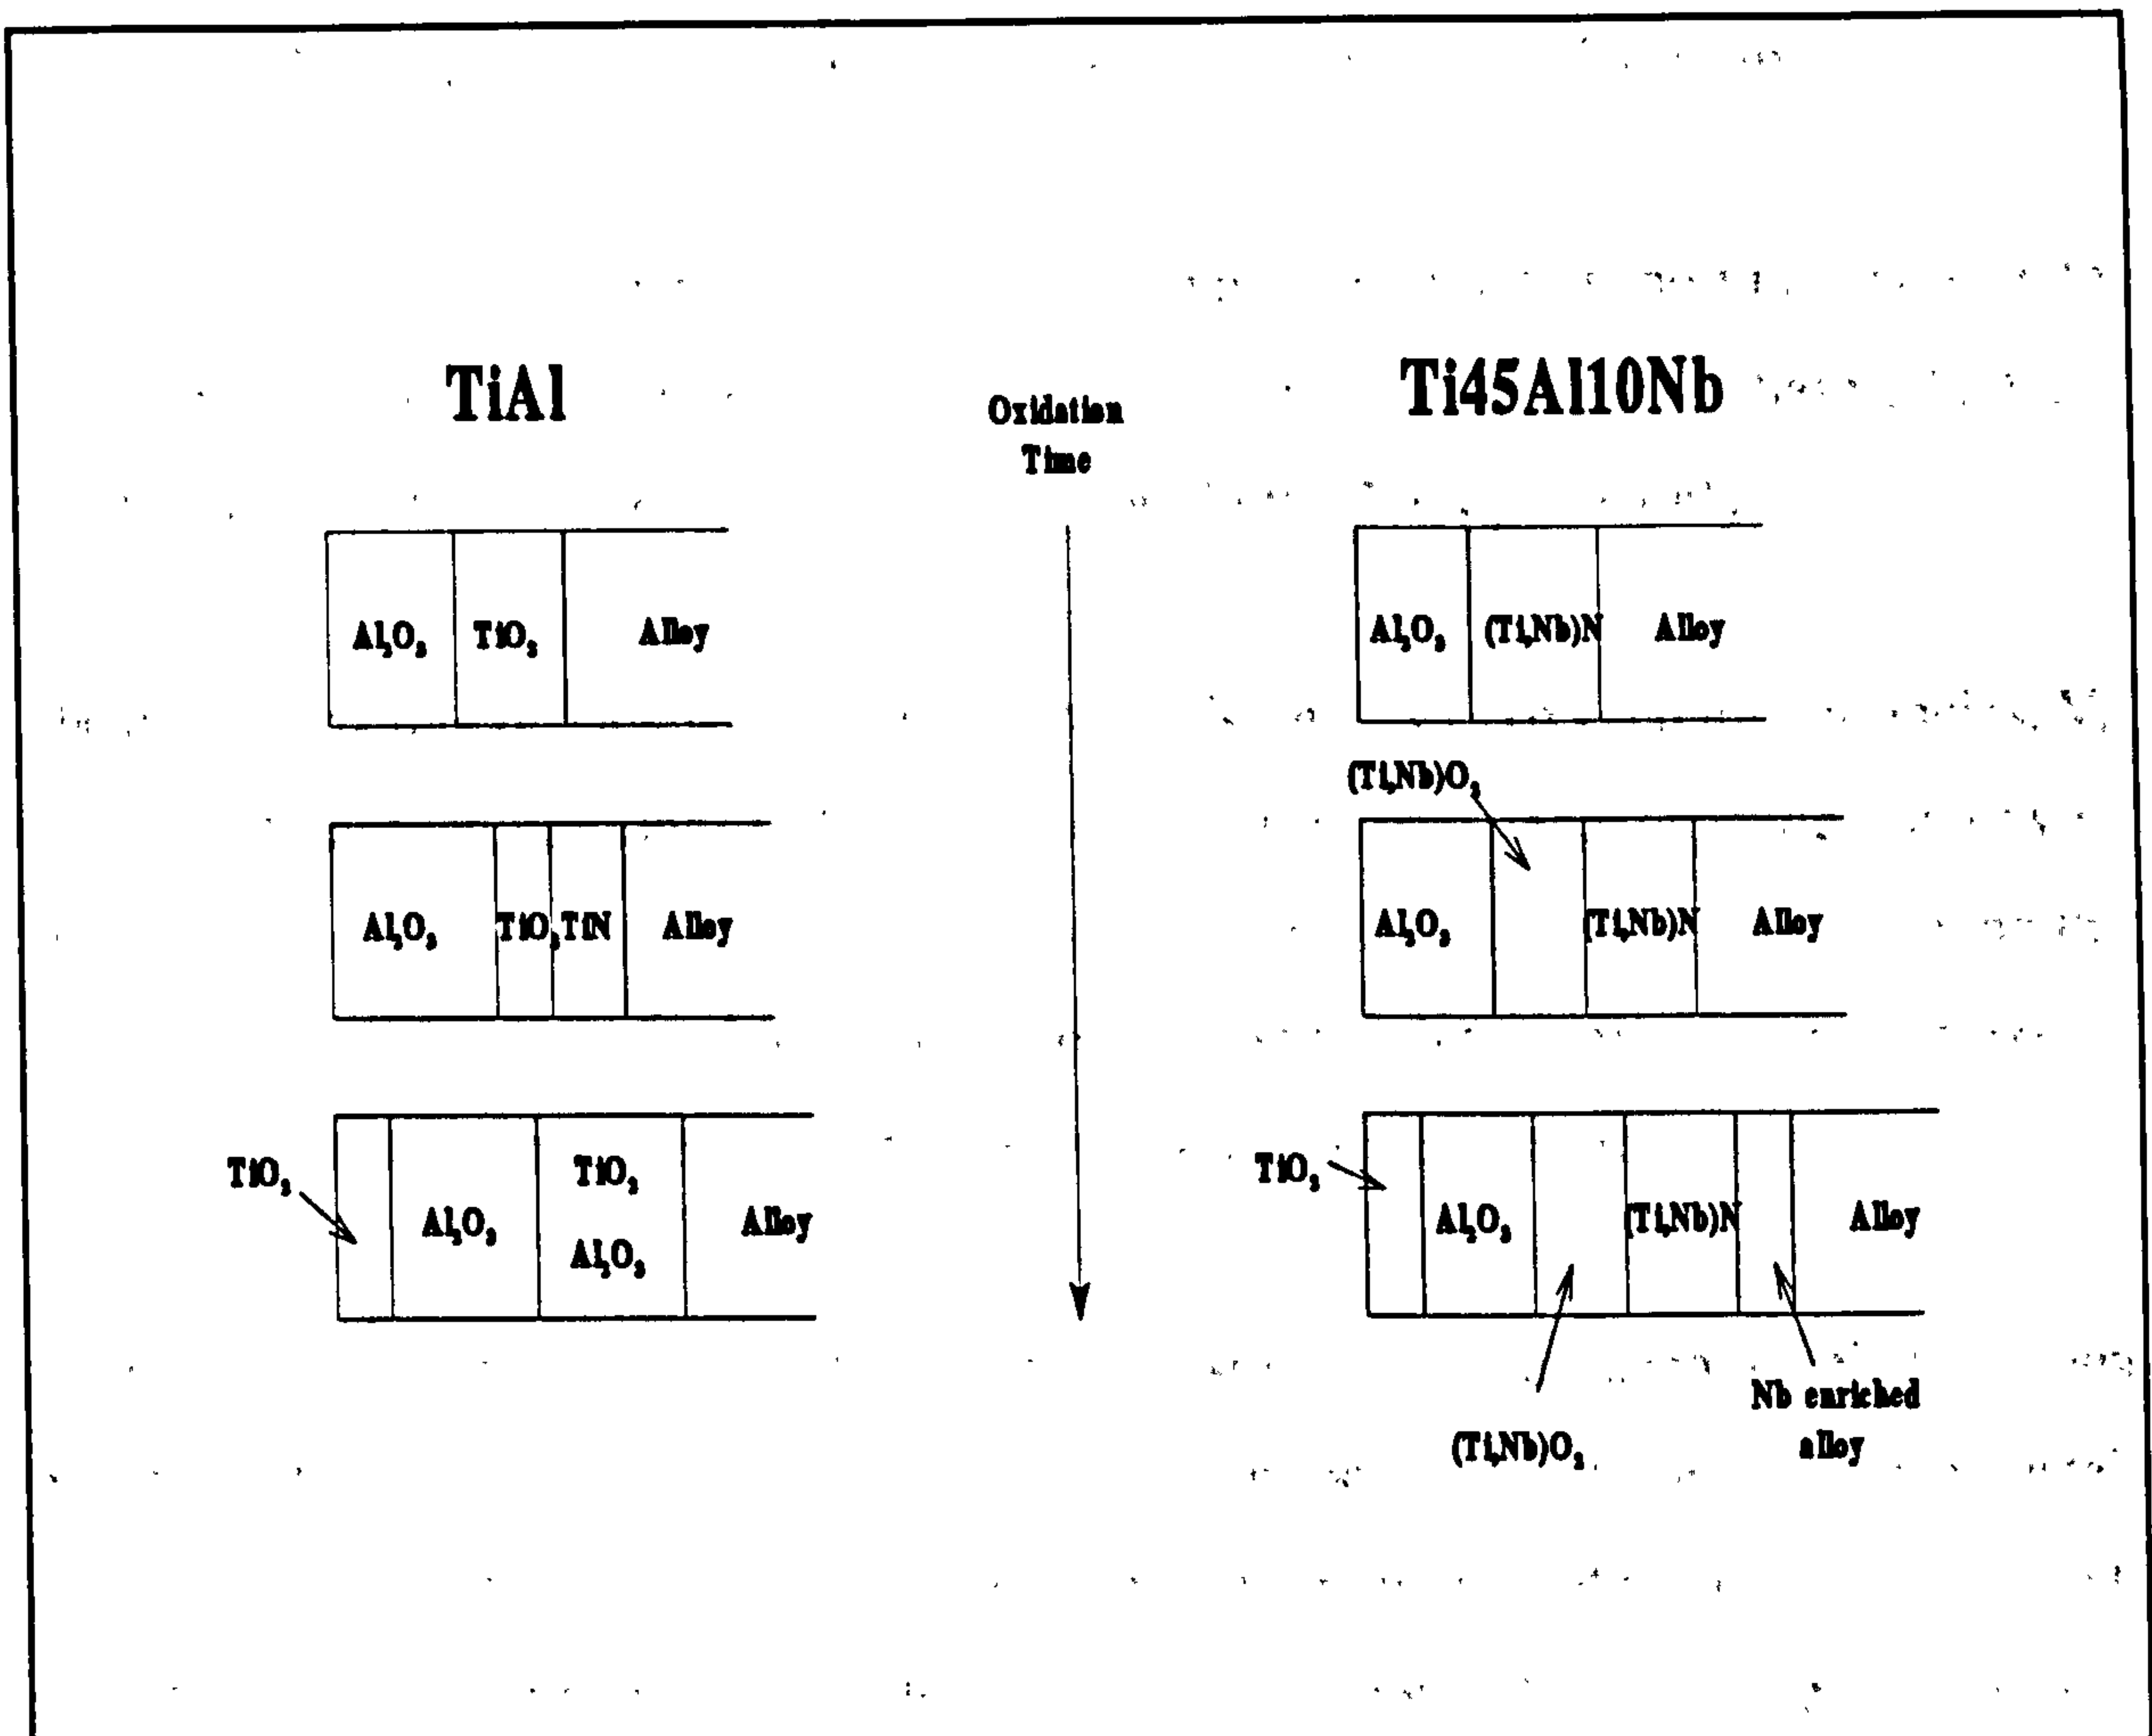 TiAl
Oxidation
Time
Ti45Al10Nb
Al₂O₃ TiO₂ Alloy
Al₂O₃ (Ti,Nb)N Alloy
(Ti,Nb)O₂
Al₂O₃ TiO₂ TiN Alloy
Al₂O₃ (Ti,Nb)N Alloy
TiO₂
Al₂O₃
TiO₂
Al₂O₃
Alloy
TiO₂
Al₂O₃ (Ti,Nb)N Alloy
(Ti,Nb)O₂
Nb enriched
alloy